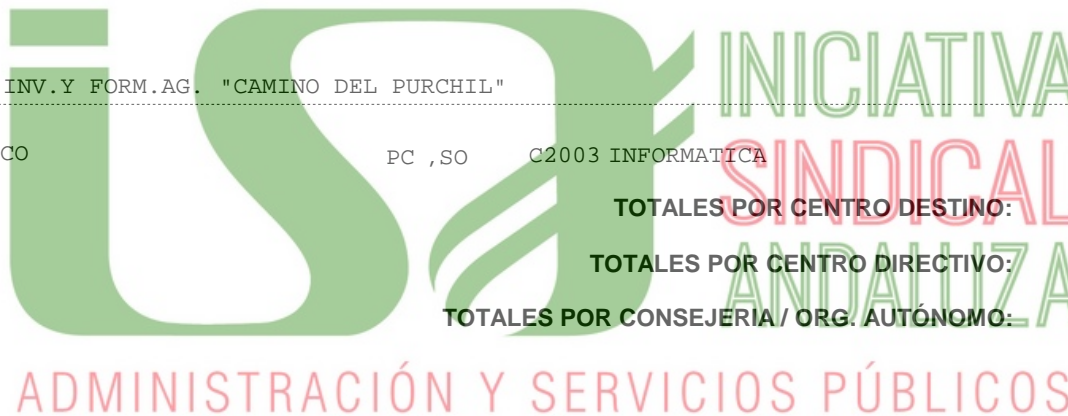 isa
INICIATIVA
SINDICAL
ANDALUZA
INV.Y FORM.AG. "CAMINO DEL PURCHIL"
CO PC ,SO C2003 INFORMATICA
TOTALES POR CENTRO DESTINO:
TOTALES POR CENTRO DIRECTIVO:
TOTALES POR CONSEJERIA / ORG. AUTÓNOMO:
ADMINISTRACIÓN Y SERVICIOS PÚBLICOS